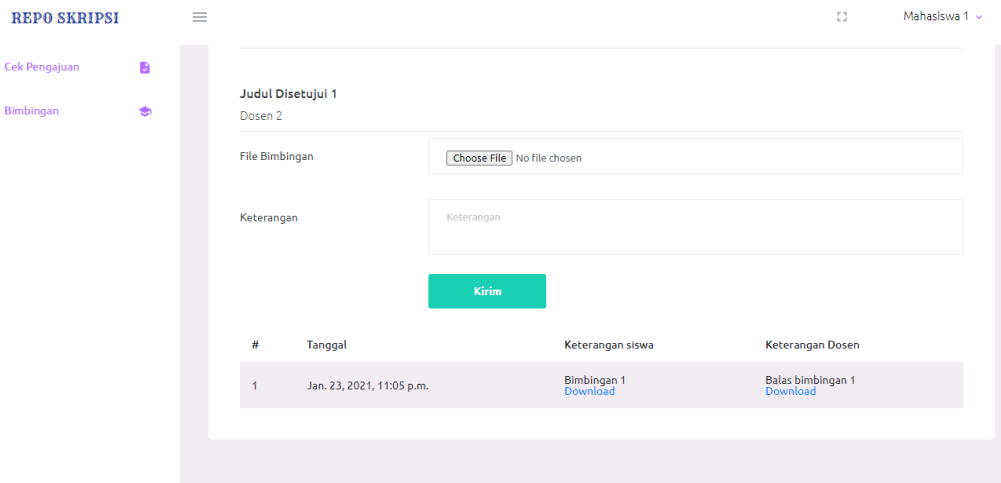 REPO SKRIPSI
Mahasiswa 1
Cek Pengajuan
Bimbingan
Judul Disetujui 1
Dosen 2
File Bimbingan
Choose File No file chosen
Keterangan
Keterangan
Kirim
# Tanggal Keterangan siswa Keterangan Dosen
1 Jan. 23, 2021, 11:05 p.m. Bimbingan 1 Balas bimbingan 1
Download Download